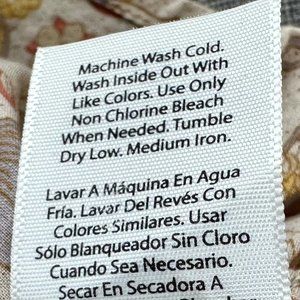 Machine Wash Cold.
Wash Inside Out With
Like Colors. Use Only
Non Chlorine Bleach
When Needed. Tumble
Dry Low. Medium Iron.
Lavar A Máquina En Agua
Fría. Lavar Del Revés Con
Colores Similares. Usar
Sólo Blanqueador Sin Cloro
Cuando Sea Necesario.
Secar En Secadora A